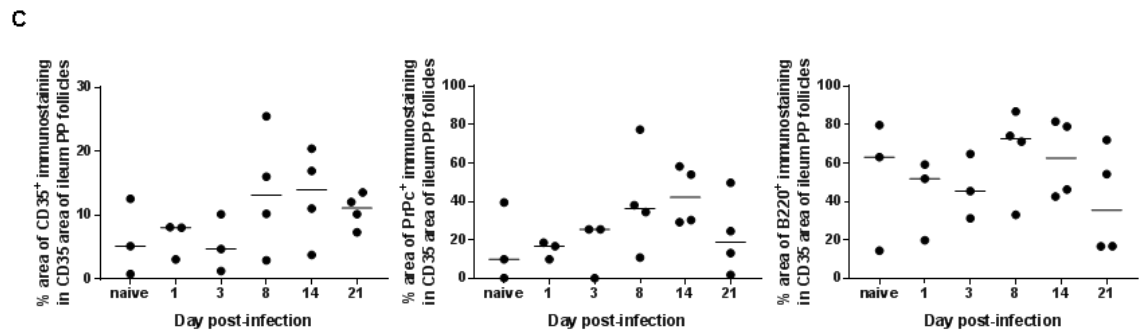 C
% area of CD35+ immunostaining
in CD35 area of ileum PP follicles
30
20
10
0
naive 1 3 8 14 21
Day post-infection
% area of PrPc+ immunostaining
in CD35 area of ileum PP follicles
100
80
60
40
20
0
naive 1 3 8 14 21
Day post-infection
% area of B220+ immunostaining
in CD35 area of ileum PP follicles
100
80
60
40
20
0
naive 1 3 8 14 21
Day post-infection